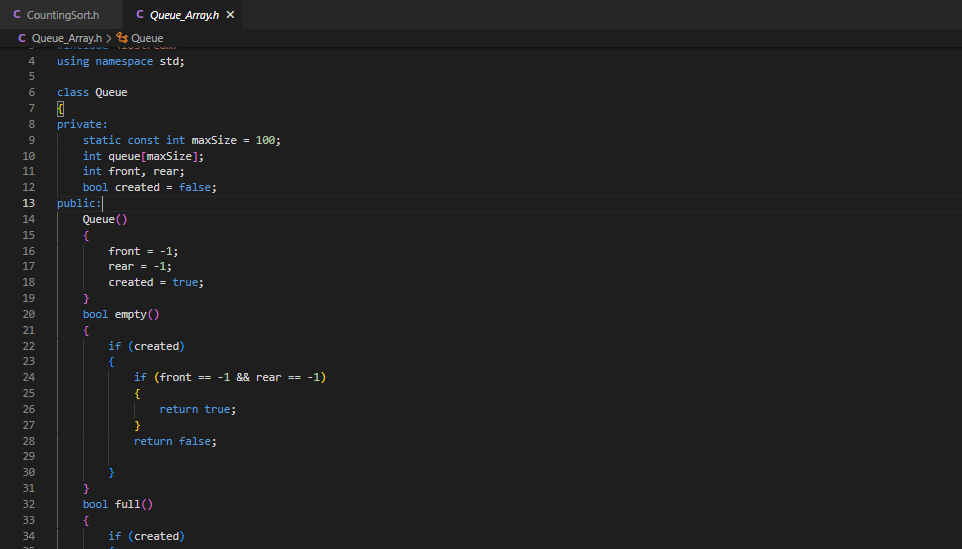 CountingSort.h
Queue_Array.h
Queue_Array.h > Queue
3 #include <iostream>
4 using namespace std;
5
6 class Queue
7 {
8 private:
9 static const int maxSize = 100;
10 int queue[maxSize];
11 int front, rear;
12 bool created = false;
13 public:
14 Queue()
15 {
16 front = -1;
17 rear = -1;
18 created = true;
19 }
20 bool empty()
21 {
22 if (created)
23 {
24 if (front == -1 && rear == -1)
25 {
26 return true;
27 }
28 return false;
29
30 }
31 }
32 bool full()
33 {
34 if (created)